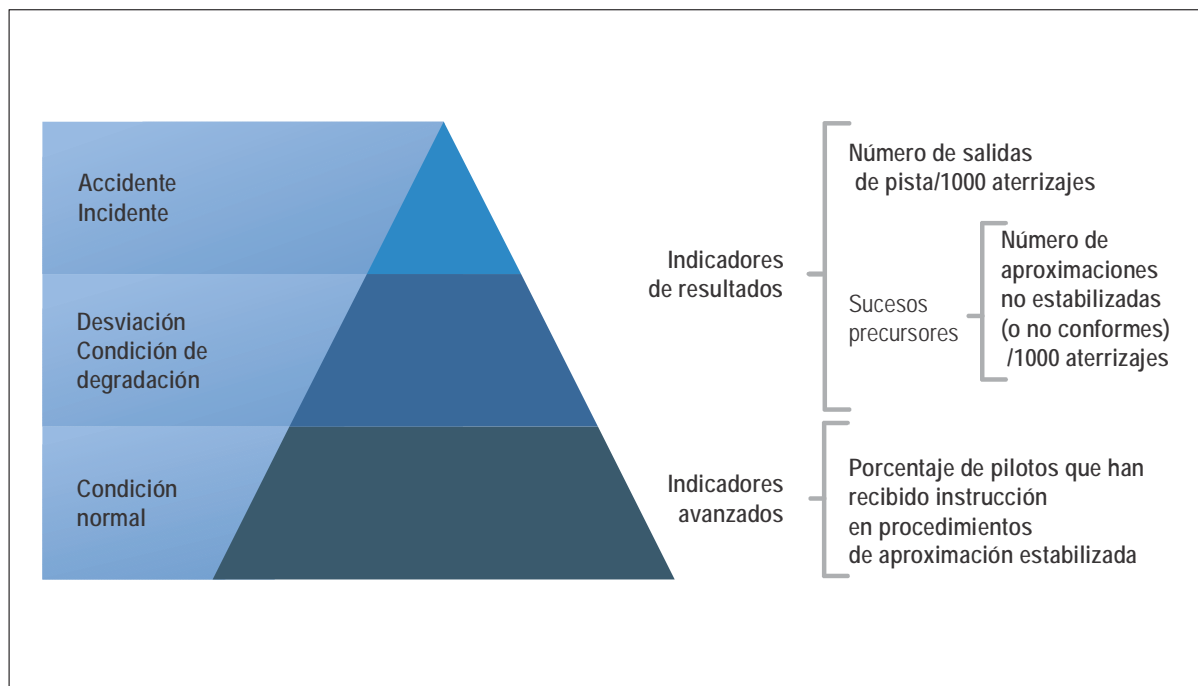 Accidente
Incidente
Desviación
Condición de
degradación
Condición
normal
Indicadores
de resultados
Número de salidas
de pista/1000 aterrizajes
Sucesos
precursores
Número de
aproximaciones
no estabilizadas
(o no conformes)
/1000 aterrizajes
Indicadores
avanzados
Porcentaje de pilotos que han
recibido instrucción
en procedimientos
de aproximación estabilizada